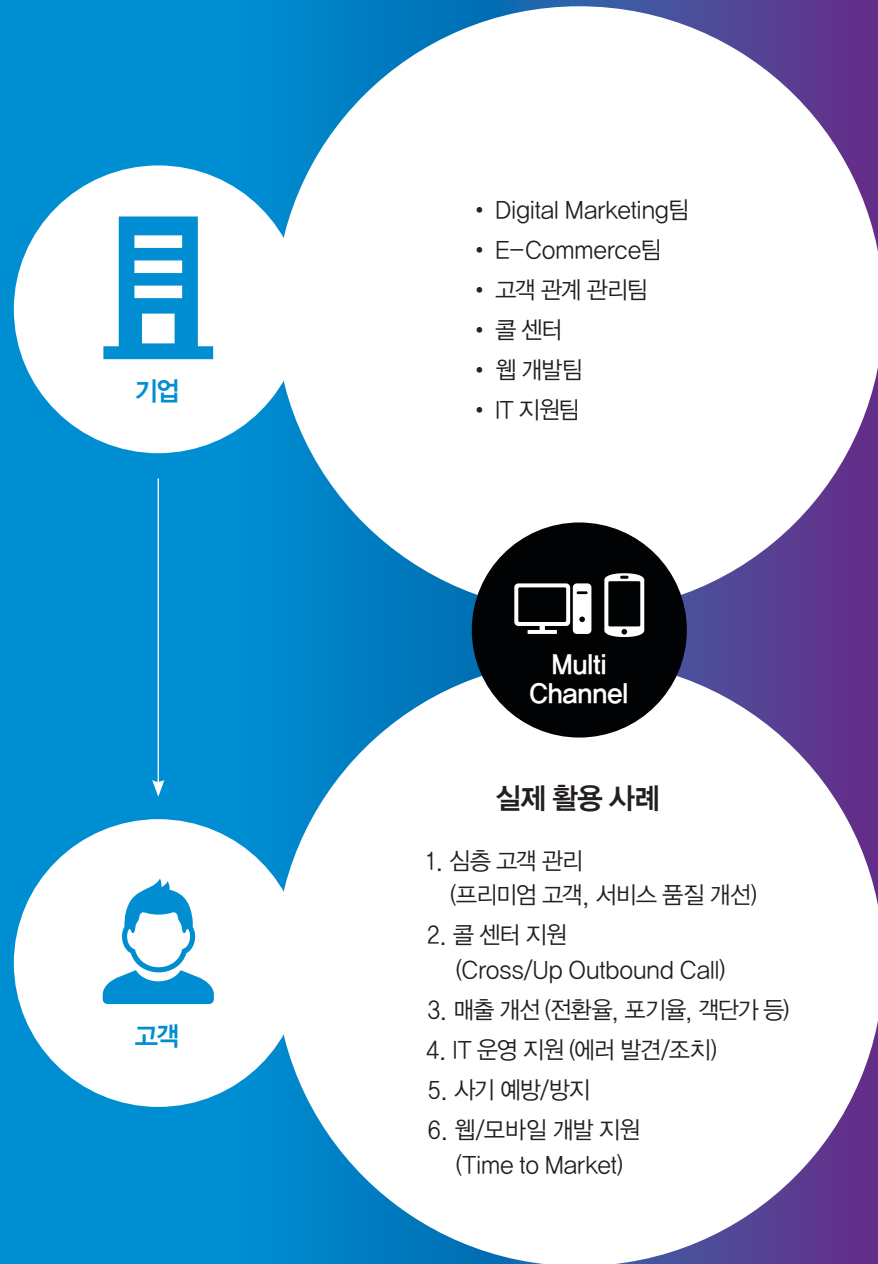 • Digital Marketing팀
• E-Commerce팀
• 고객 관계 관리팀
• 콜 센터
• 웹 개발팀
• IT 지원팀
기업
Multi
Channel
실제 활용 사례
1. 심층 고객 관리
(프리미엄 고객, 서비스 품질 개선)
2. 콜 센터 지원
(Cross/Up Outbound Call)
3. 매출 개선 (전환율, 포기율, 객단가 등)
4. IT 운영 지원 (에러 발견/조치)
5. 사기 예방/방지
6. 웹/모바일 개발 지원
(Time to Market)
고객